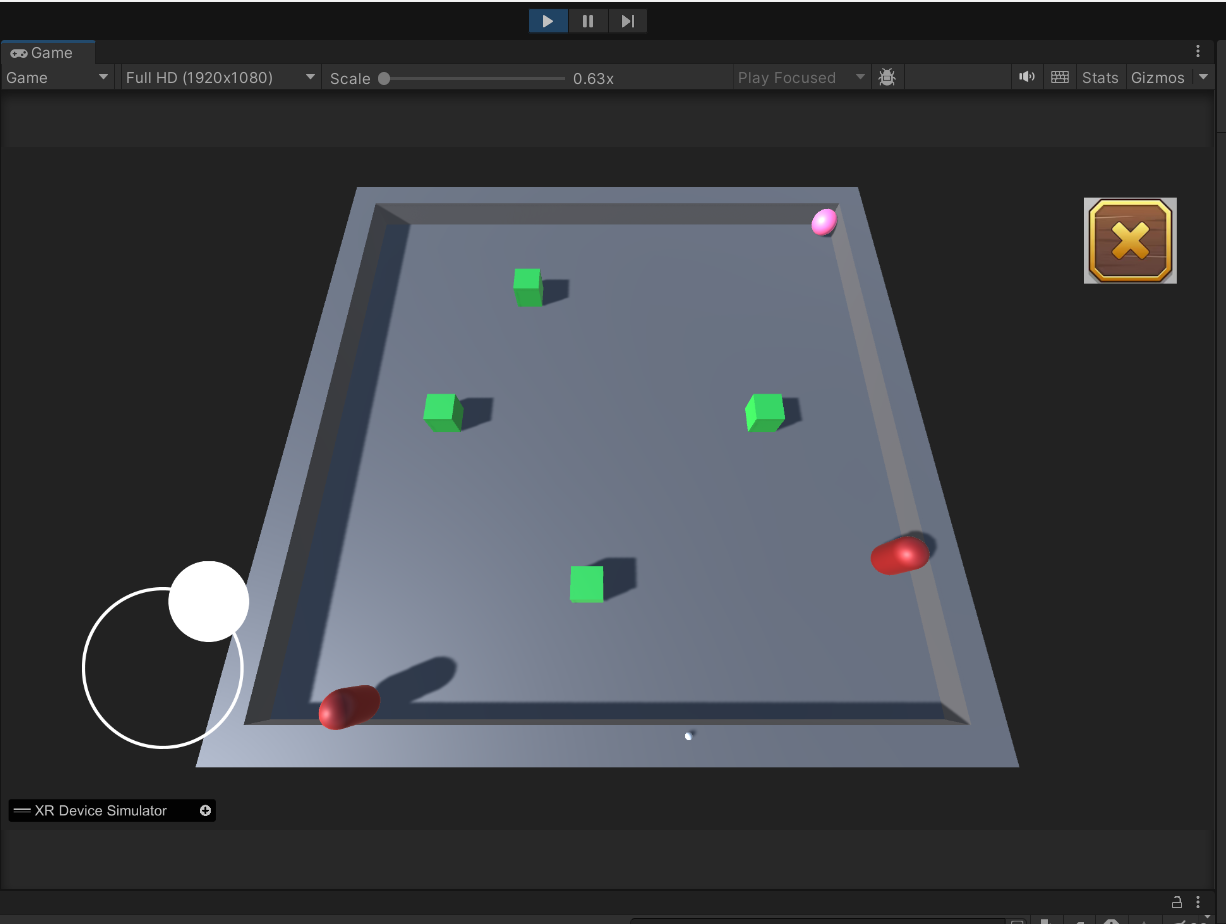 Game
Game
Full HD (1920x1080)
Scale
0.63x
Play Focused
Stats
Gizmos
XR Device Simulator